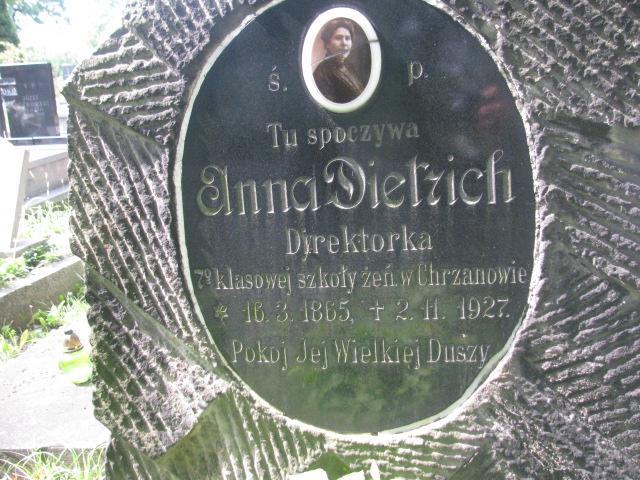 ś. p.
Tu spoczywa
Anna Dietrich
Dyrektorka
7o klasowej szkoły żeń. w Chrzanowie
* 16.3.1865, + 2.11.1927.
Pokój Jej Wielkiej Duszy